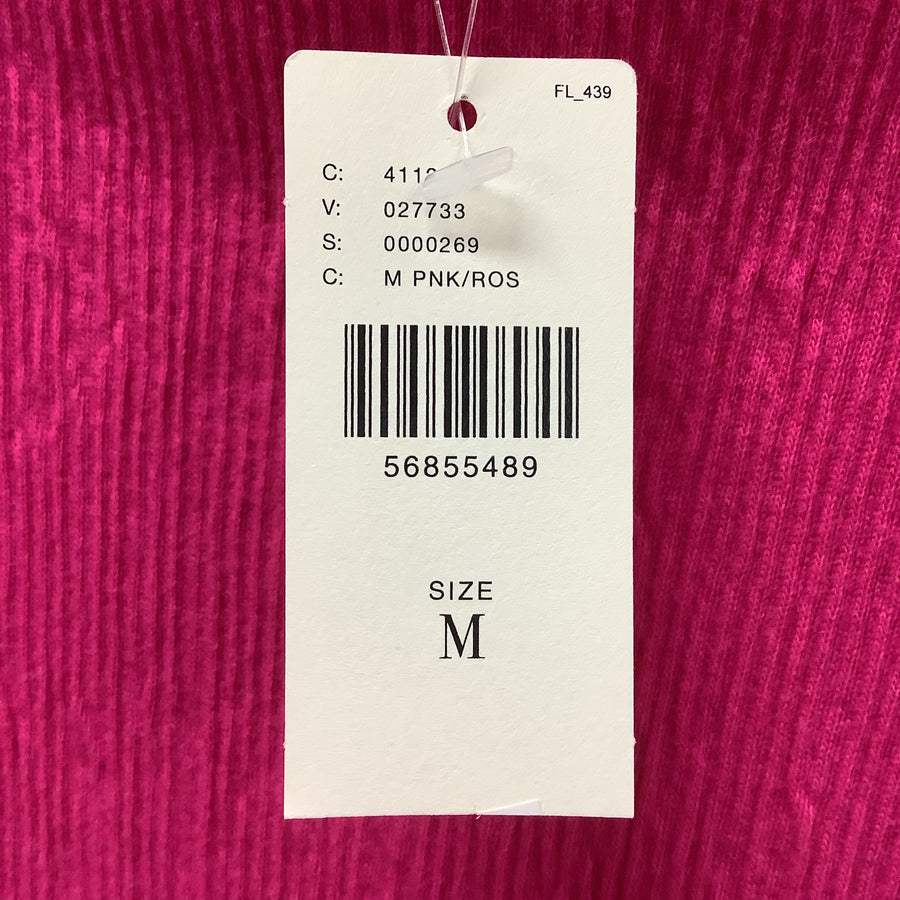 FL_439
C:
V: 027733
S: 0000269
C: M PNK/ROS
56855489
SIZE
M